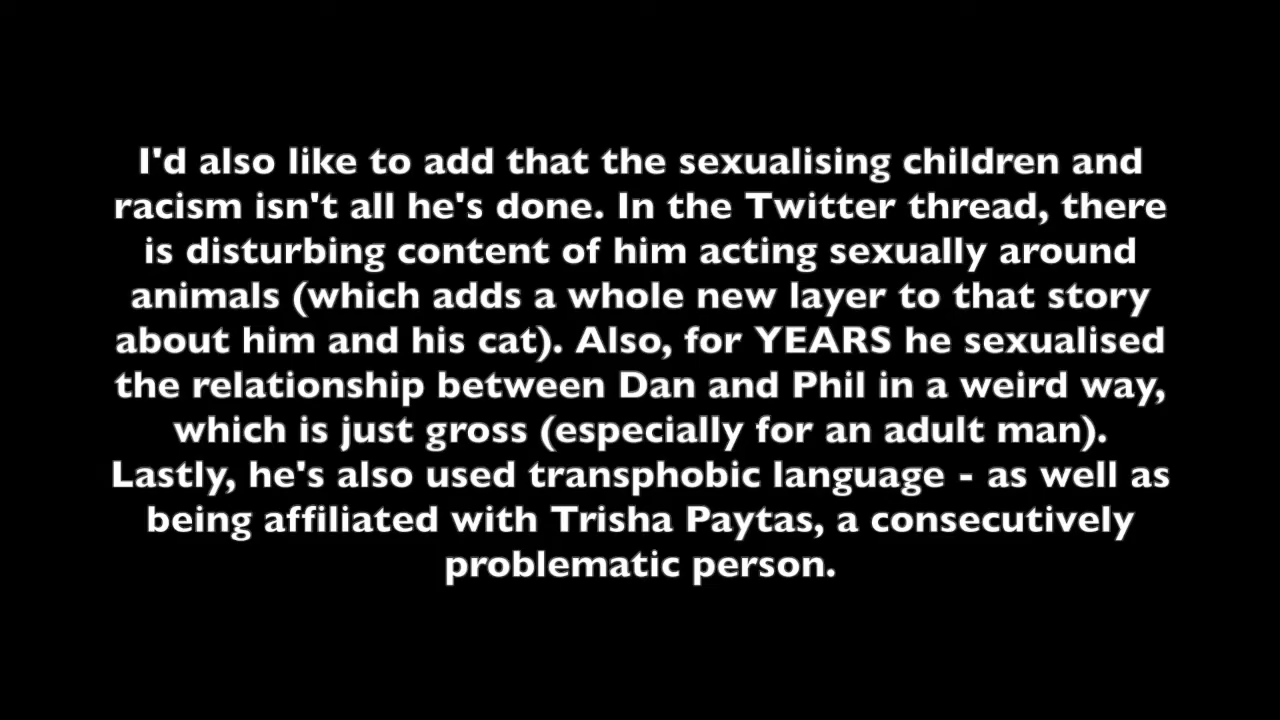 I'd also like to add that the sexualising children and
racism isn't all he's done. In the Twitter thread, there
is disturbing content of him acting sexually around
animals (which adds a whole new layer to that story
about him and his cat). Also, for YEARS he sexualised
the relationship between Dan and Phil in a weird way,
which is just gross (especially for an adult man).
Lastly, he's also used transphobic language - as well as
being affiliated with Trisha Paytas, a consecutively
problematic person.